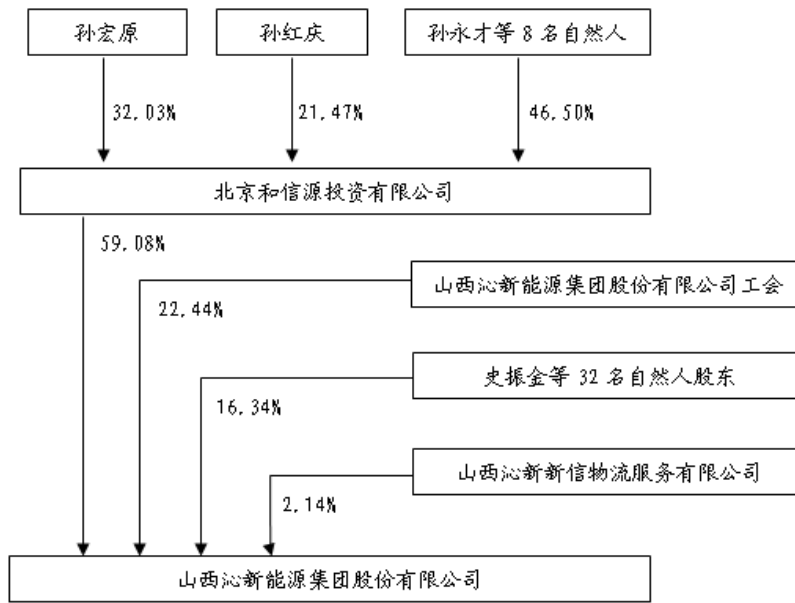 孙宏原
孙红庆
孙永才等 8 名自然人
32.03%
21.47%
46.50%
北京和信源投资有限公司
59.08%
山西沁新能源集团股份有限公司工会
22.44%
史振金等 32 名自然人股东
16.34%
山西沁新新信物流服务有限公司
2.14%
山西沁新能源集团股份有限公司